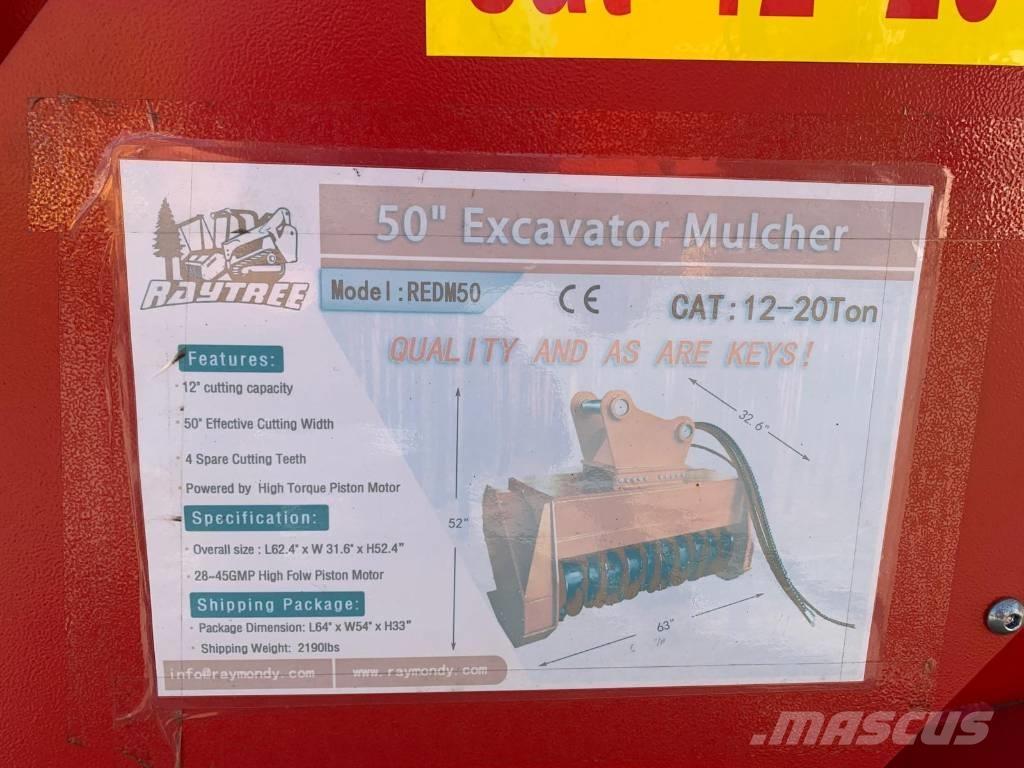 RAYTREE
50" Excavator Mulcher
Model:REDM50
CE
CAT:12-20Ton
QUALITY AND AS ARE KEYS!
Features:
· 12" cutting capacity
· 50" Effective Cutting Width
· 4 Spare Cutting Teeth
· Powered by High Torque Piston Motor
Specification:
· Overall size : L62.4" x W 31.6" x H52.4"
· 28~45GMP High Folw Piston Motor
Shipping Package:
· Package Dimension: L64" x W54" x H33"
· Shipping Weight: 2190lbs
info@raymondy.com
www.raymondy.com
32.6"
52"
63"
MASCUS